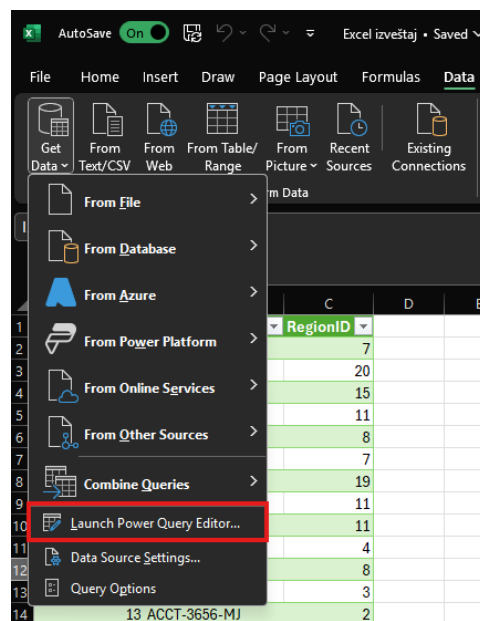 AutoSave On Excel izveštaj • Saved
File Home Insert Draw Page Layout Formulas Data
Get Data
From Text/CSV
From Web
From Table/ Range
From Picture
Recent Sources
Existing Connections
m Data
From File
From Database
From Azure
From Power Platform
From Online Services
From Other Sources
Combine Queries
Launch Power Query Editor...
Data Source Settings...
Query Options
C D
1 RegionID
2 7
3 20
4 15
5 11
6 8
7 7
8 19
9 11
10 11
11 4
12 8
13 3
14 13 ACCT-3656-MJ 2